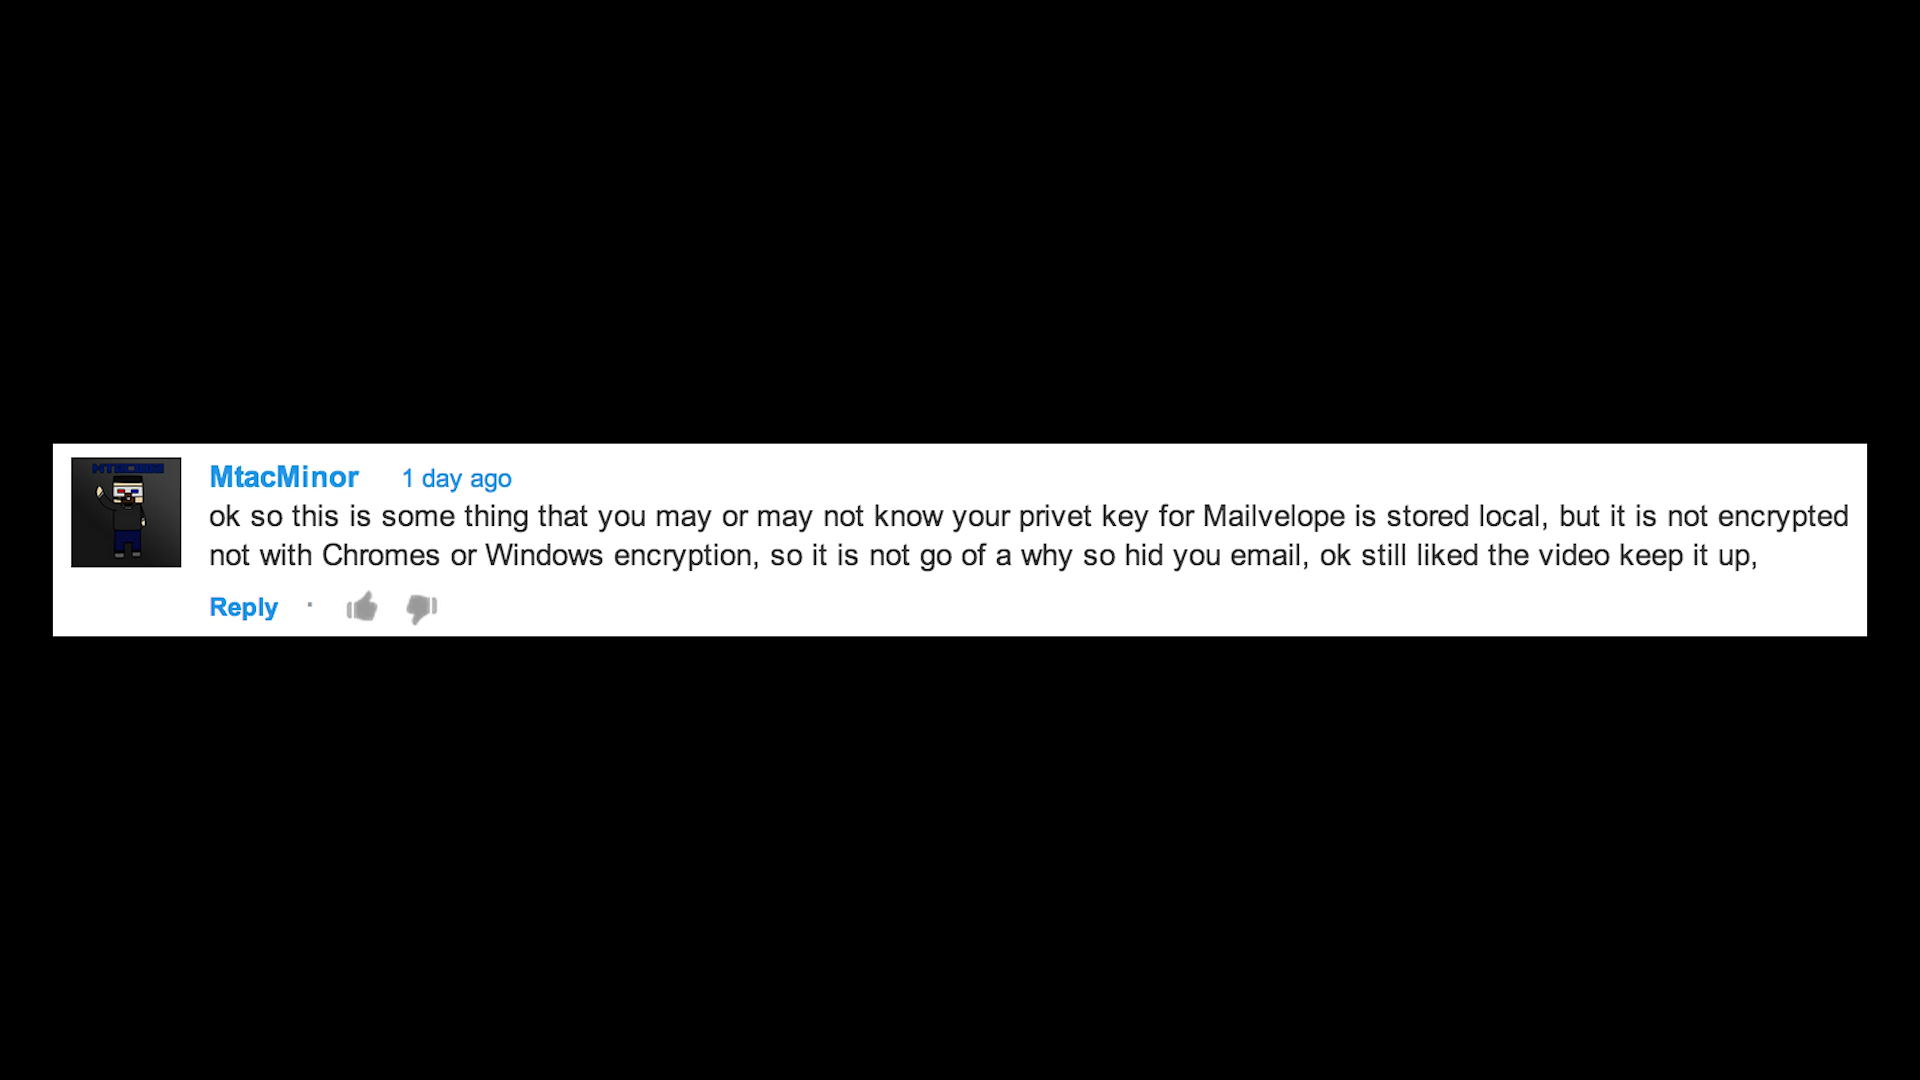 MtacMinor 1 day ago
ok so this is some thing that you may or may not know your privet key for Mailvelope is stored local, but it is not encrypted
not with Chromes or Windows encryption, so it is not go of a why so hid you email, ok still liked the video keep it up,
Reply ·